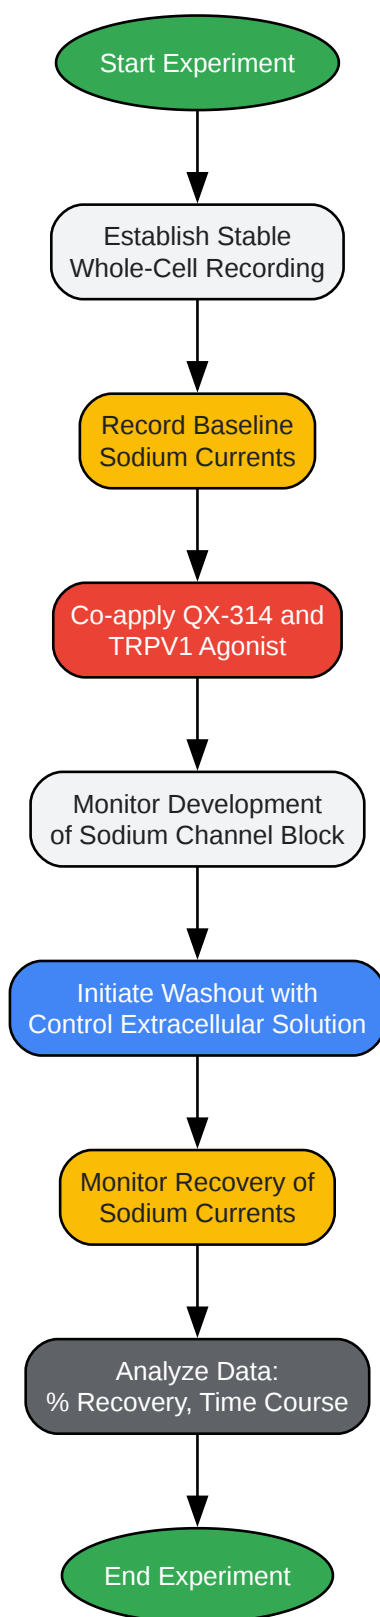 Start Experiment
Establish Stable
Whole-Cell Recording
Record Baseline
Sodium Currents
Co-apply QX-314 and
TRPV1 Agonist
Monitor Development
of Sodium Channel Block
Initiate Washout with
Control Extracellular Solution
Monitor Recovery of
Sodium Currents
Analyze Data:
% Recovery, Time Course
End Experiment